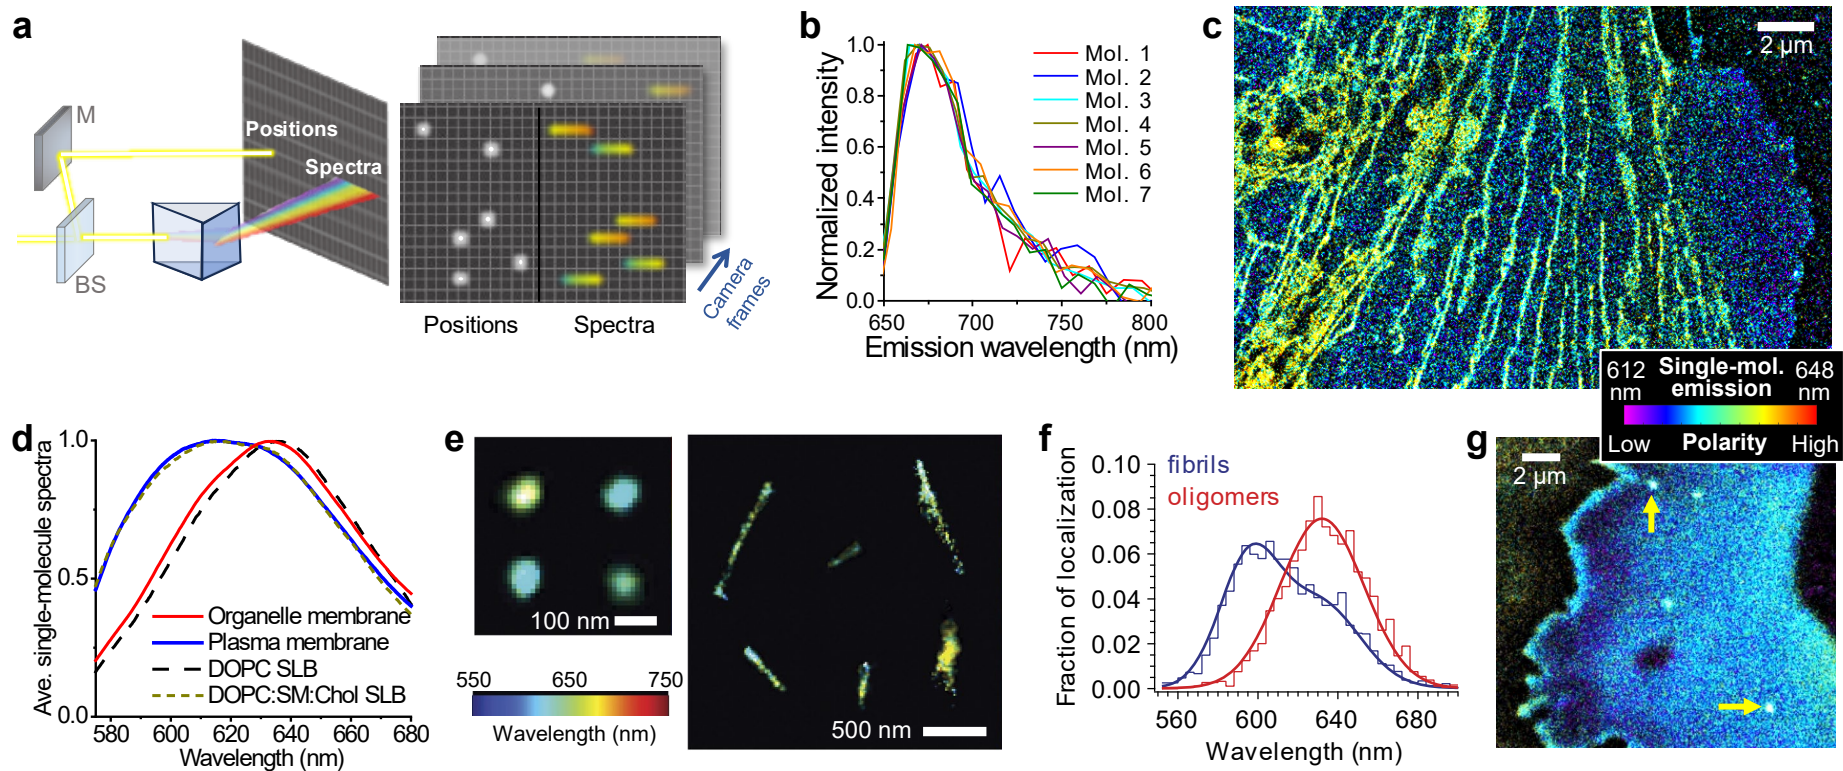 a
M
Positions
Spectra
BS
Positions
Spectra
Camera
frames
b
Normalized intensity
1.0
0.8
0.6
0.4
0.2
0.0
650
700
750
800
Emission wavelength (nm)
Mol. 1
Mol. 2
Mol. 3
Mol. 4
Mol. 5
Mol. 6
Mol. 7
c
2 μm
612
nm
Single-mol.
emission
648
nm
Low
Polarity
High
d
Ave. single-molecule spectra
1.0
0.5
0.0
580
600
620
640
660
680
Wavelength (nm)
Organelle membrane
Plasma membrane
DOPC SLB
DOPC:SM:Chol SLB
e
100 nm
550
650
750
Wavelength (nm)
500 nm
f
fibrils
oligomers
Fraction of localization
0.10
0.08
0.06
0.04
0.02
0.00
560
600
640
680
Wavelength (nm)
g
2 μm